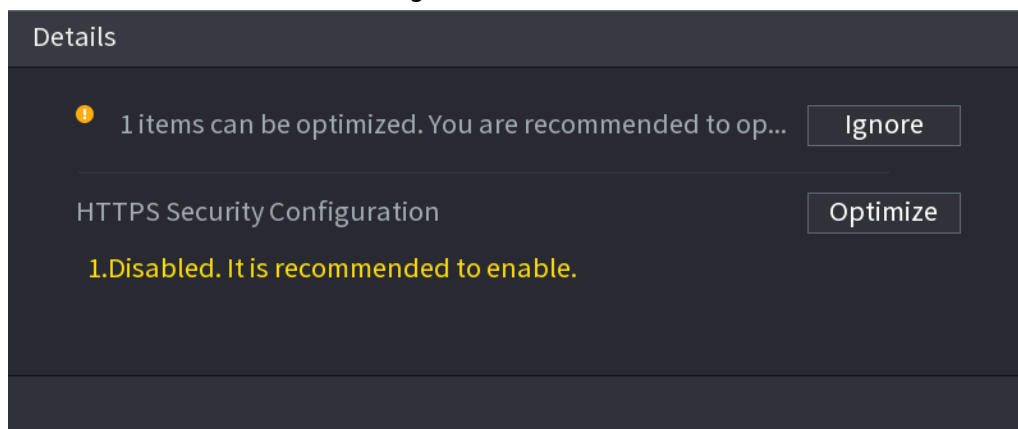 Details
1 items can be optimized. You are recommended to op... Ignore
HTTPS Security Configuration Optimize
1.Disabled. It is recommended to enable.